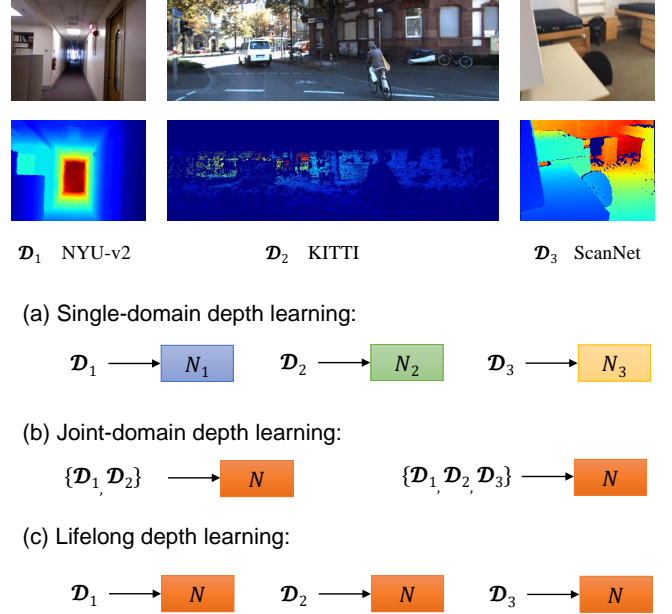 𝓓₁ NYU-v2 𝓓₂ KITTI 𝓓₃ ScanNet
(a) Single-domain depth learning:
𝓓₁ N₁ 𝓓₂ N₂ 𝓓₃ N₃
(b) Joint-domain depth learning:
{𝓓₁, 𝓓₂} N {𝓓₁, 𝓓₂, 𝓓₃} N
(c) Lifelong depth learning:
𝓓₁ N 𝓓₂ N 𝓓₃ N